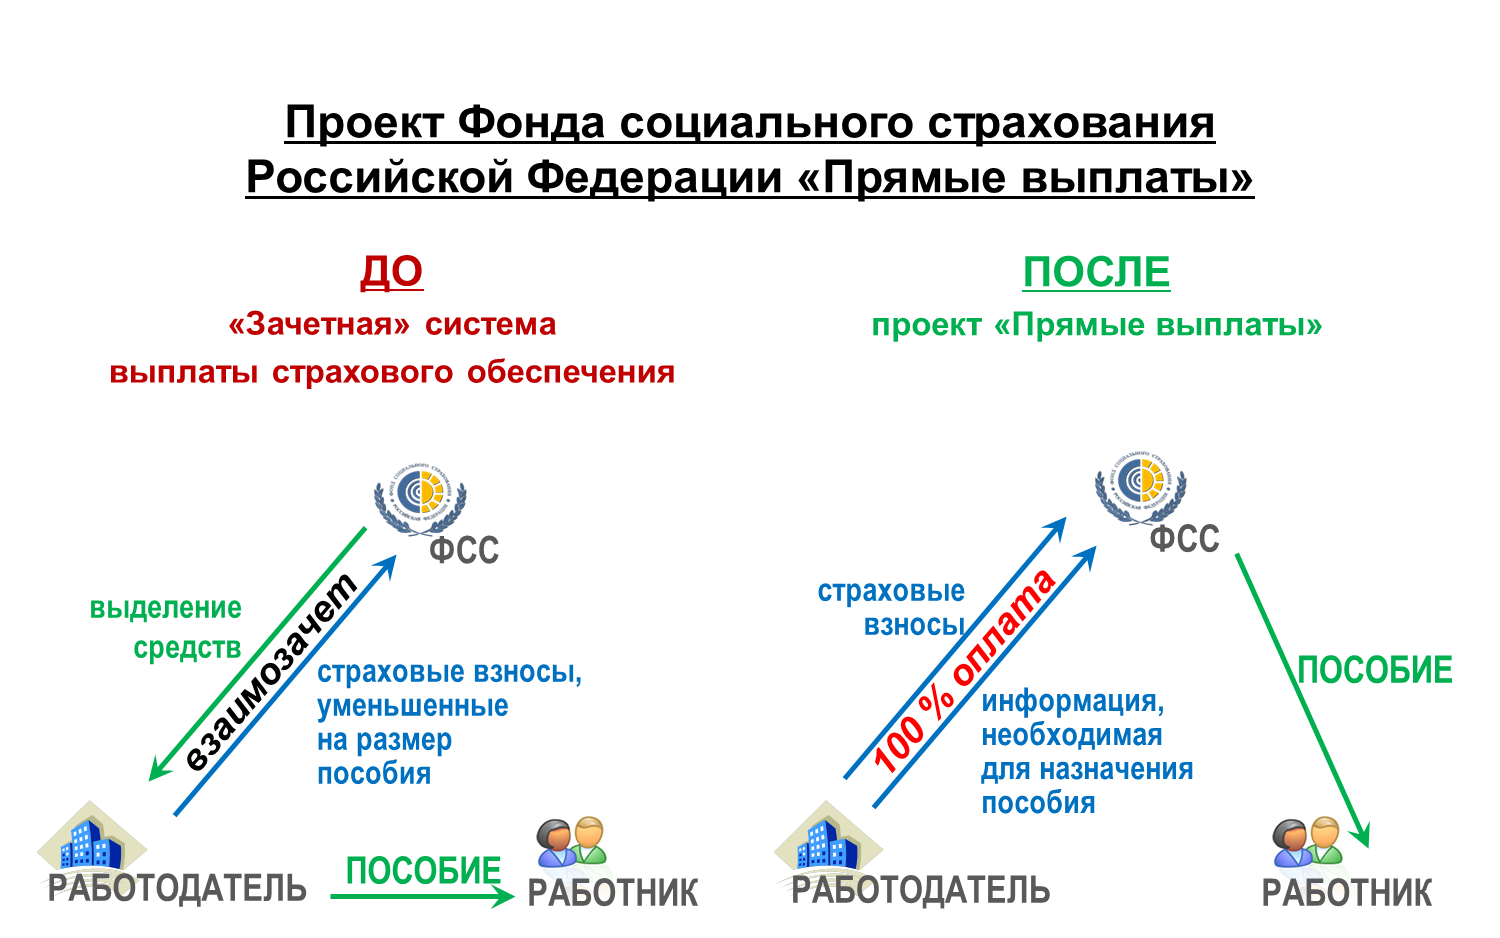 Проект Фонда социального страхования
Российской Федерации «Прямые выплаты»
ДО
«Зачетная» система
выплаты страхового обеспечения
ФСС
выделение
средств
взаимозачет
страховые взносы,
уменьшенные
на размер
пособия
РАБОТОДАТЕЛЬ
ПОСОБИЕ
РАБОТНИК
ПОСЛЕ
проект «Прямые выплаты»
ФСС
страховые
взносы
100 % оплата
информация,
необходимая
для назначения
пособия
ПОСОБИЕ
РАБОТОДАТЕЛЬ
РАБОТНИК